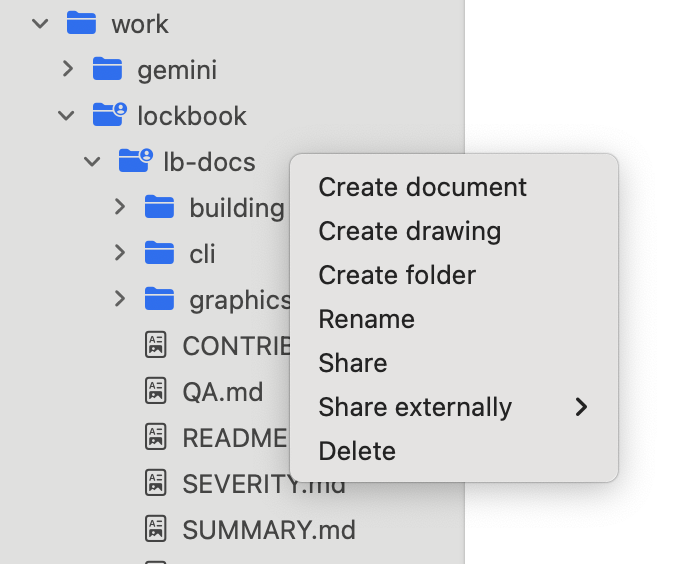 work
gemini
lockbook
lb-docs
building
cli
graphics
CONTRIB
QA.md
README
SEVERITY.md
SUMMARY.md
Create document
Create drawing
Create folder
Rename
Share
Share externally
Delete